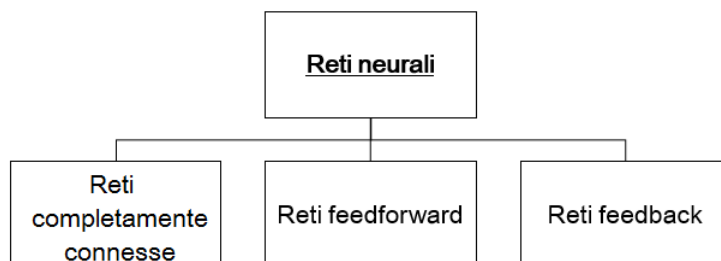 Reti neurali
Reti
completamente
connesse
Reti feedforward
Reti feedback